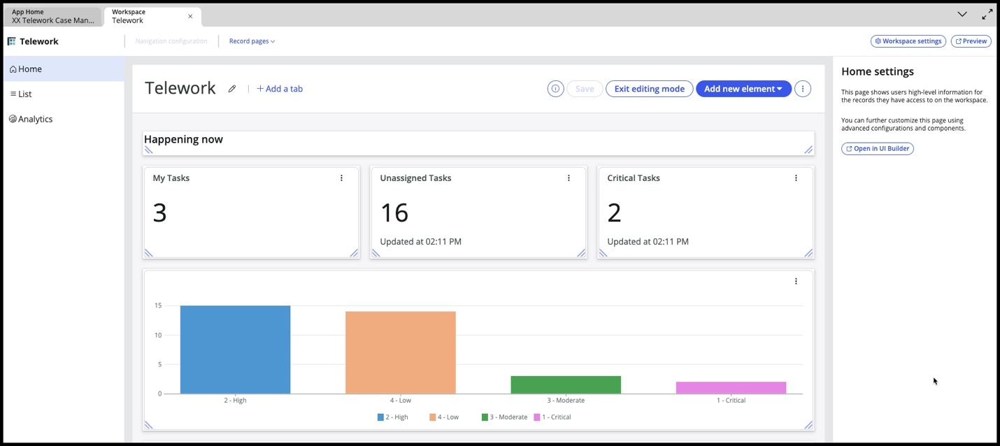 App Home
XX Telework Case Man...
Workspace
Telework
Telework
Navigation configuration
Record pages
Workspace settings
Preview
Home
List
Analytics
Telework
+ Add a tab
Save
Exit editing mode
Add new element
Home settings
This page shows users high-level information for
the records they have access to on the workspace.
You can further customize this page using
advanced configurations and components.
Open in UI Builder
Happening now
My Tasks
3
Unassigned Tasks
16
Updated at 02:11 PM
Critical Tasks
2
Updated at 02:11 PM
15
10
5
0
2 - High
4 - Low
3 - Moderate
1 - Critical
2 - High
4 - Low
3 - Moderate
1 - Critical